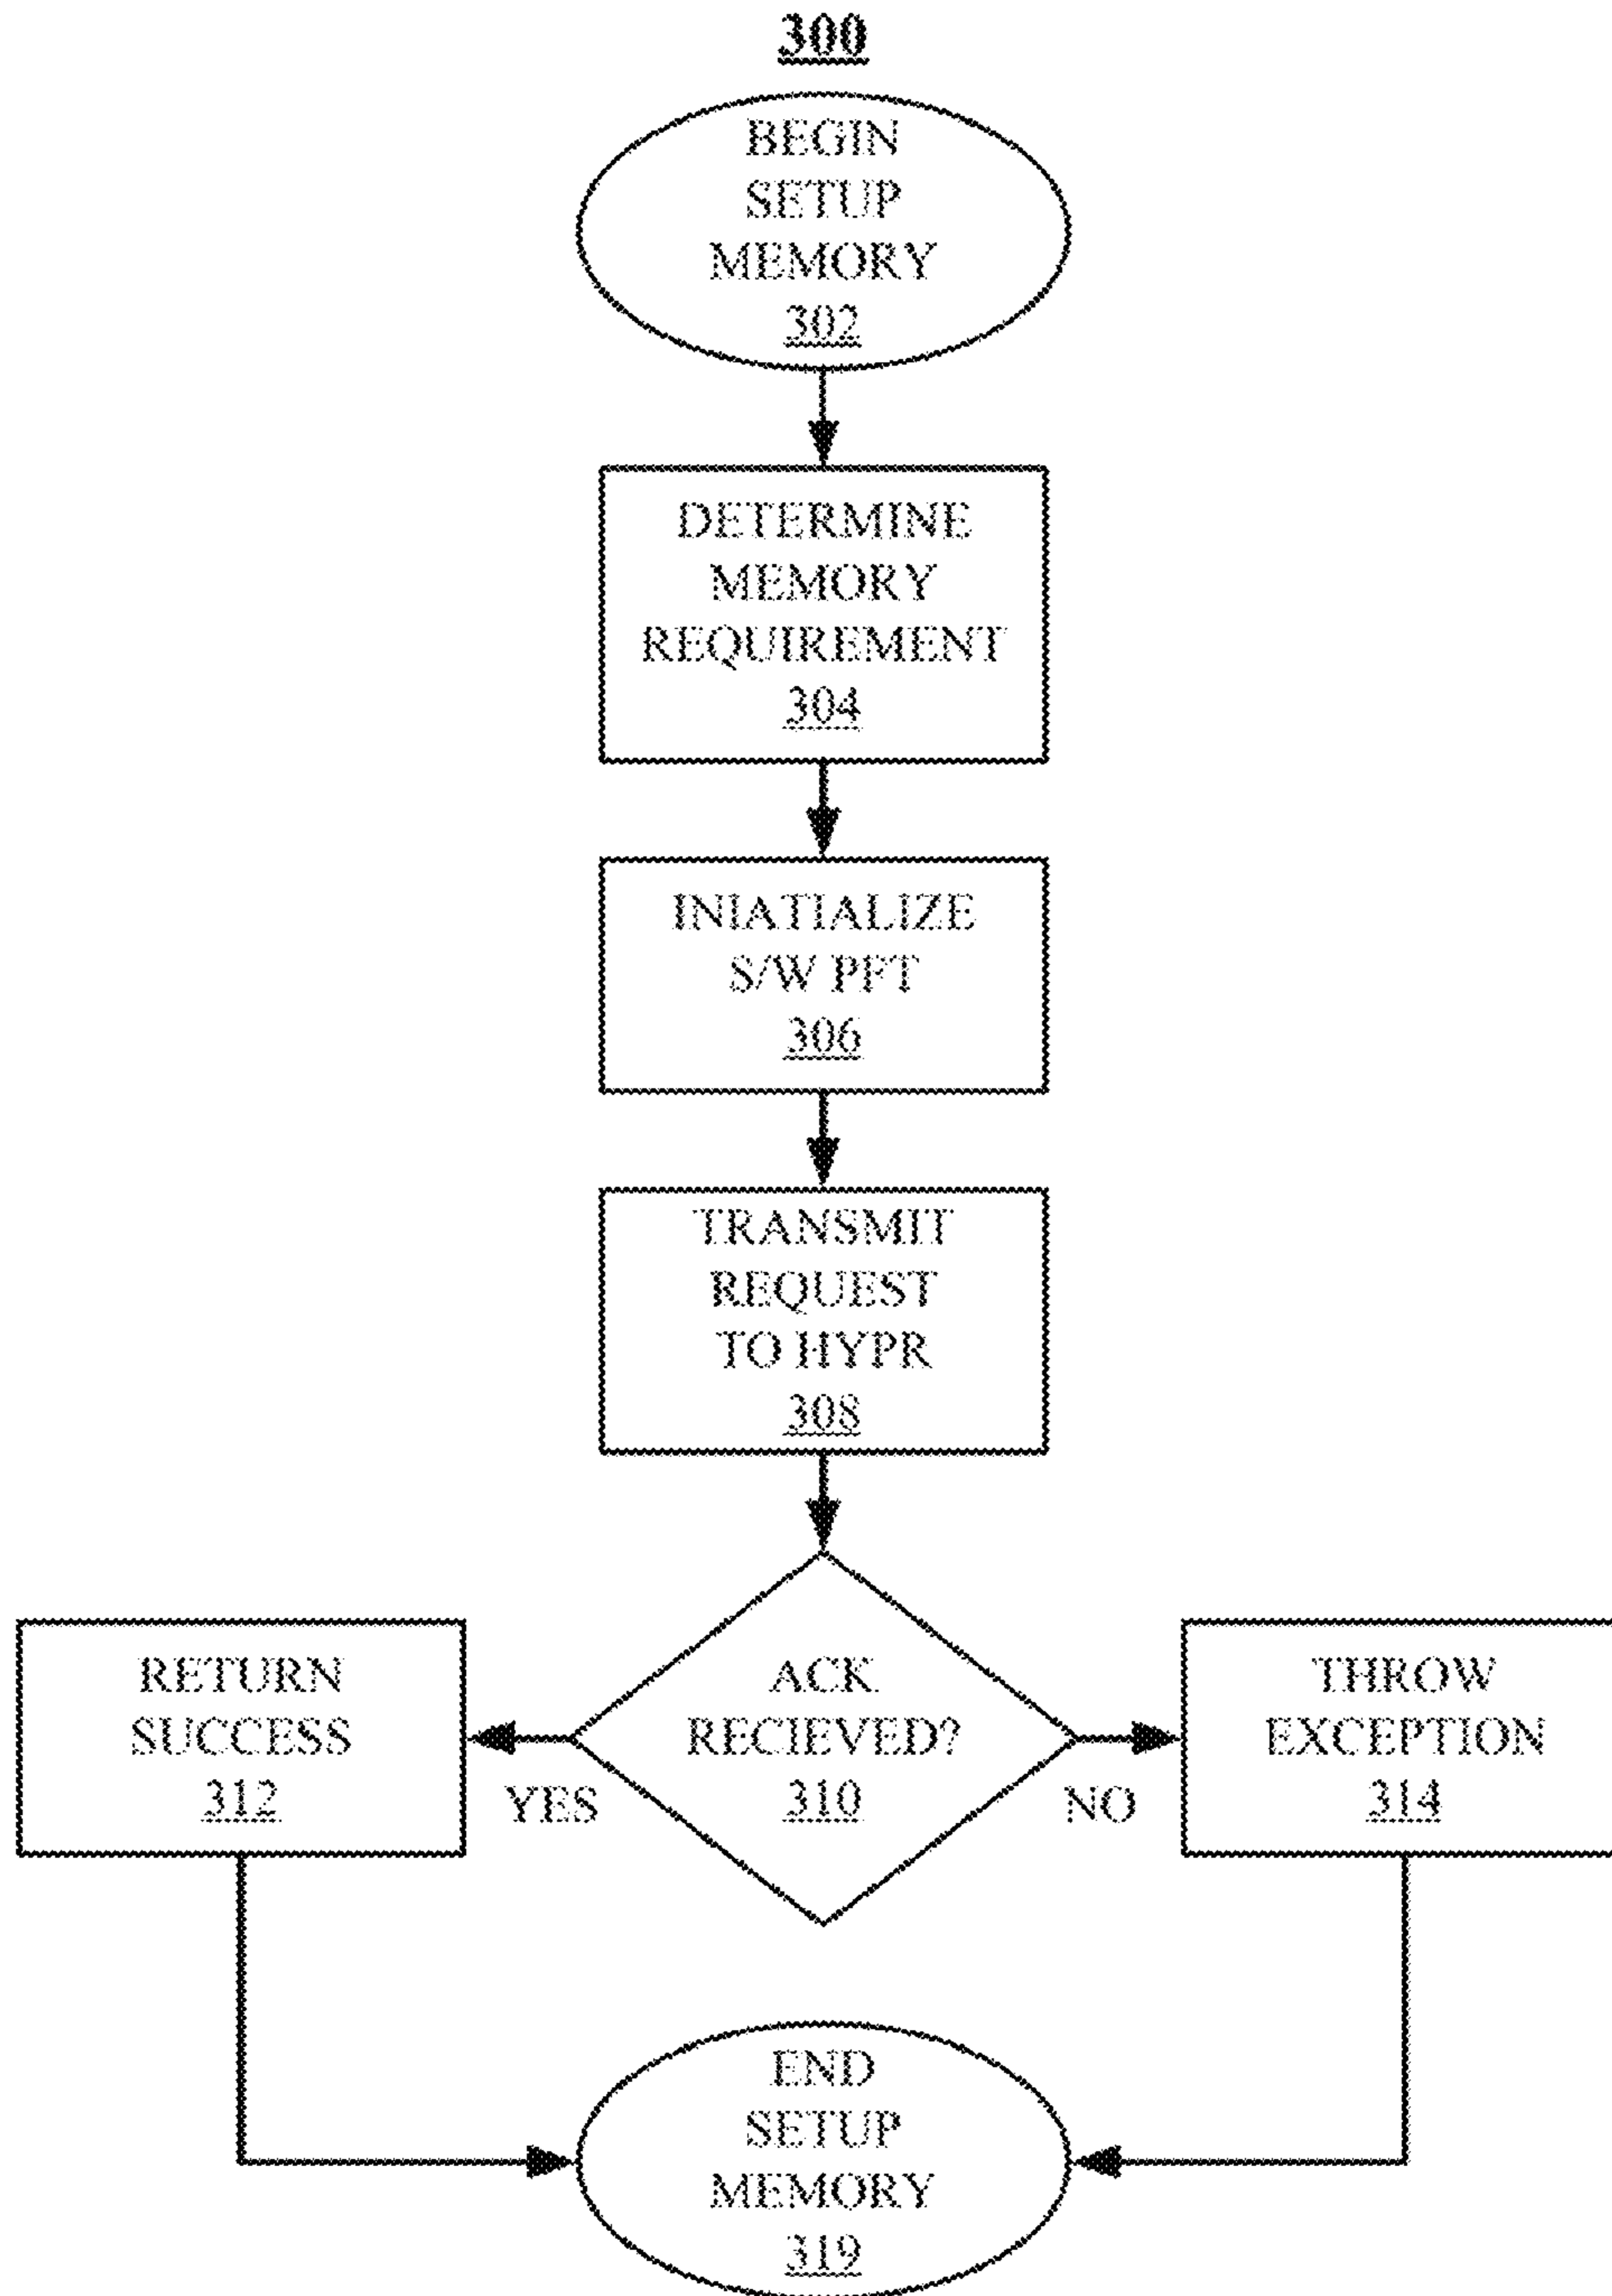 300
BEGIN
SETUP
MEMORY
302
DETERMINE
MEMORY
REQUIREMENT
304
INIATIALIZE
S/W PFT
306
TRANSMIT
REQUEST
TO HYPR
308
RETURN
SUCCESS
312
YES
ACK
RECIEVED?
310
NO
THROW
EXCEPTION
314
END
SETUP
MEMORY
319